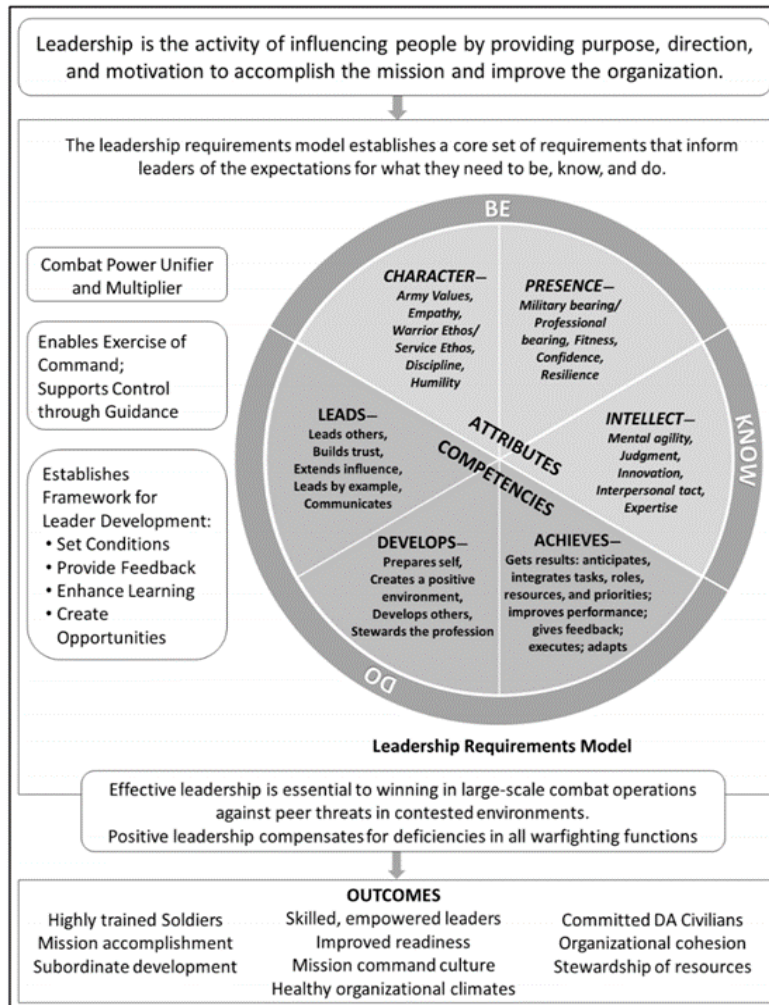 Leadership is the activity of influencing people by providing purpose, direction,
and motivation to accomplish the mission and improve the organization.
The leadership requirements model establishes a core set of requirements that inform
leaders of the expectations for what they need to be, know, and do.
BE
Combat Power Unifier
and Multiplier
Enables Exercise of
Command;
Supports Control
through Guidance
Establishes
Framework for
Leader Development:
• Set Conditions
• Provide Feedback
• Enhance Learning
• Create
Opportunities
CHARACTER—
Army Values,
Empathy,
Warrior Ethos/
Service Ethos,
Discipline,
Humility
PRESENCE—
Military bearing/
Professional
bearing, Fitness,
Confidence,
Resilience
KNOW
INTELLECT—
Mental agility,
Judgment,
Innovation,
Interpersonal tact,
Expertise
ATTRIBUTES
COMPETENCIES
LEADS—
Leads others,
Builds trust,
Extends influence,
Leads by example,
Communicates
DEVELOPS—
Prepares self,
Creates a positive
environment,
Develops others,
Stewards the profession
ACHIEVES—
Gets results: anticipates,
integrates tasks, roles,
resources, and priorities;
improves performance;
gives feedback;
executes; adapts
DO
Leadership Requirements Model
Effective leadership is essential to winning in large-scale combat operations
against peer threats in contested environments.
Positive leadership compensates for deficiencies in all warfighting functions
OUTCOMES
Highly trained Soldiers
Mission accomplishment
Subordinate development
Skilled, empowered leaders
Improved readiness
Mission command culture
Healthy organizational climates
Committed DA Civilians
Organizational cohesion
Stewardship of resources